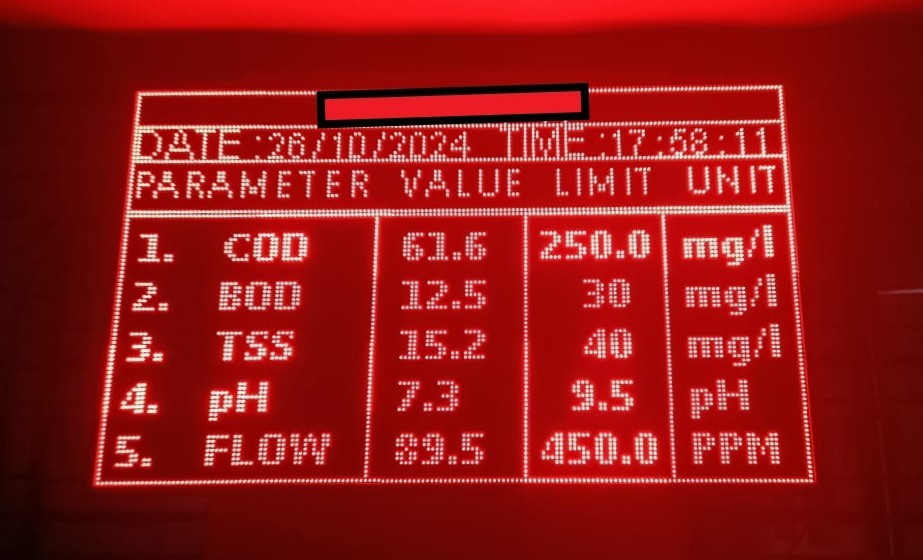 DATE:26/10/2024 TIME:17:58:11
PARAMETER VALUE LIMIT UNIT
1. COD 61.6 250.0 mg/l
2. BOD 12.5 30 mg/l
3. TSS 15.2 40 mg/l
4. pH 7.3 9.5 pH
5. FLOW 89.5 450.0 PPM